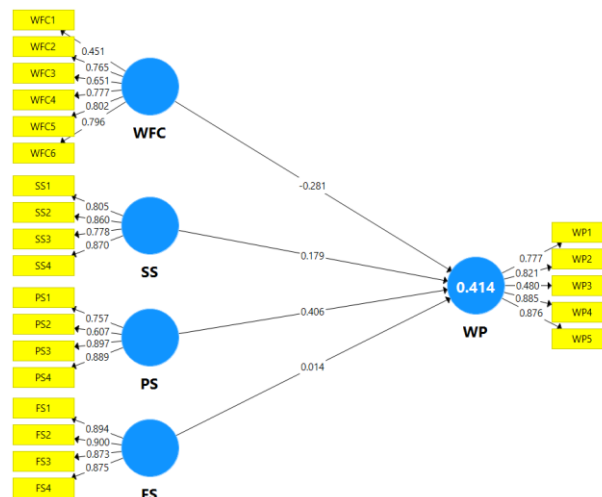 WFC1
WFC2
WFC3
WFC4
WFC5
WFC6
0.451
0.765
0.651
0.777
0.802
0.796
WFC
-0.281
SS1
SS2
SS3
SS4
0.805
0.860
0.778
0.870
SS
0.179
PS1
PS2
PS3
PS4
0.757
0.607
0.897
0.889
PS
0.406
FS1
FS2
FS3
FS4
0.894
0.900
0.873
0.875
FS
0.014
0.414
WP
0.777
0.821
0.480
0.885
0.876
WP1
WP2
WP3
WP4
WP5